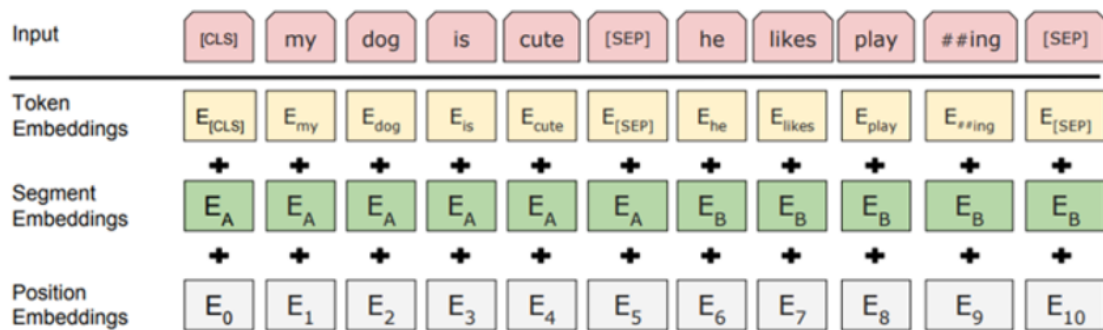 Input [CLS] my dog is cute [SEP] he likes play ##ing [SEP]
Token
Embeddings E[CLS] Emy Edog Eis Ecute E[SEP] Ehe Elikes Eplay E##ing E[SEP]
+ + + + + + + + + + +
Segment
Embeddings EA EA EA EA EA EA EB EB EB EB EB
+ + + + + + + + + + +
Position
Embeddings E0 E1 E2 E3 E4 E5 E6 E7 E8 E9 E10